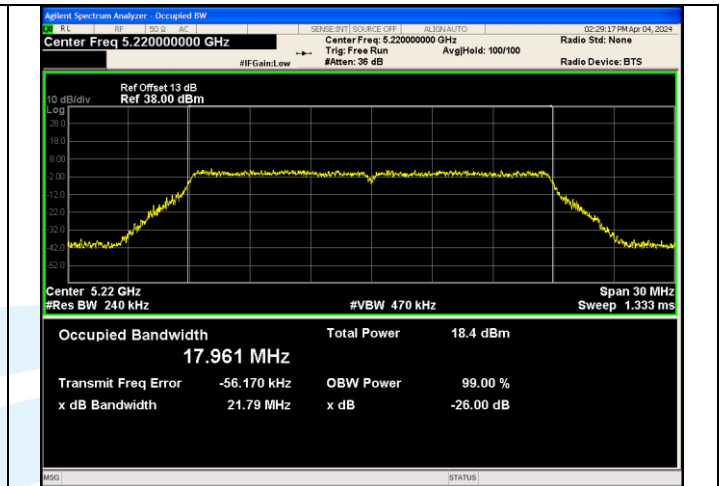 Agilent Spectrum Analyzer - Occupied BW
RL RF 50 Ω AC SENSE:INT SOURCE OFF ALIGNAUTO 02:29:17 PM Apr 04, 2024
Center Freq 5.220000000 GHz Center Freq: 5.220000000 GHz Radio Std: None
Trig: Free Run Avg|Hold: 100/100
#IFGain:Low #Atten: 36 dB Radio Device: BTS
Ref Offset 13 dB
10 dB/div Ref 38.00 dBm
Log
28.0
18.0
8.00
-2.00
-12.0
-22.0
-32.0
-42.0
-52.0
Center 5.22 GHz Span 30 MHz
#Res BW 240 kHz #VBW 470 kHz Sweep 1.333 ms
Occupied Bandwidth Total Power 18.4 dBm
17.961 MHz
Transmit Freq Error -56.170 kHz OBW Power 99.00 %
x dB Bandwidth 21.79 MHz x dB -26.00 dB
MSG STATUS